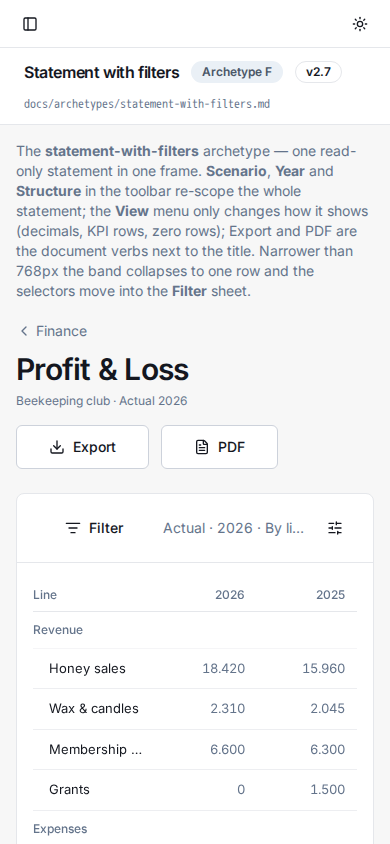 Statement with filters Archetype F v2.7
docs/archetypes/statement-with-filters.md
The statement-with-filters archetype — one read-
only statement in one frame. Scenario, Year and
Structure in the toolbar re-scope the whole
statement; the View menu only changes how it shows
(decimals, KPI rows, zero rows); Export and PDF are
the document verbs next to the title. Narrower than
768px the band collapses to one row and the
selectors move into the Filter sheet.
Finance
Profit & Loss
Beekeeping club · Actual 2026
Export PDF
Filter Actual · 2026 · By li...
Line 2026 2025
Revenue
Honey sales 18.420 15.960
Wax & candles 2.310 2.045
Membership ... 6.600 6.300
Grants 0 1.500
Expenses